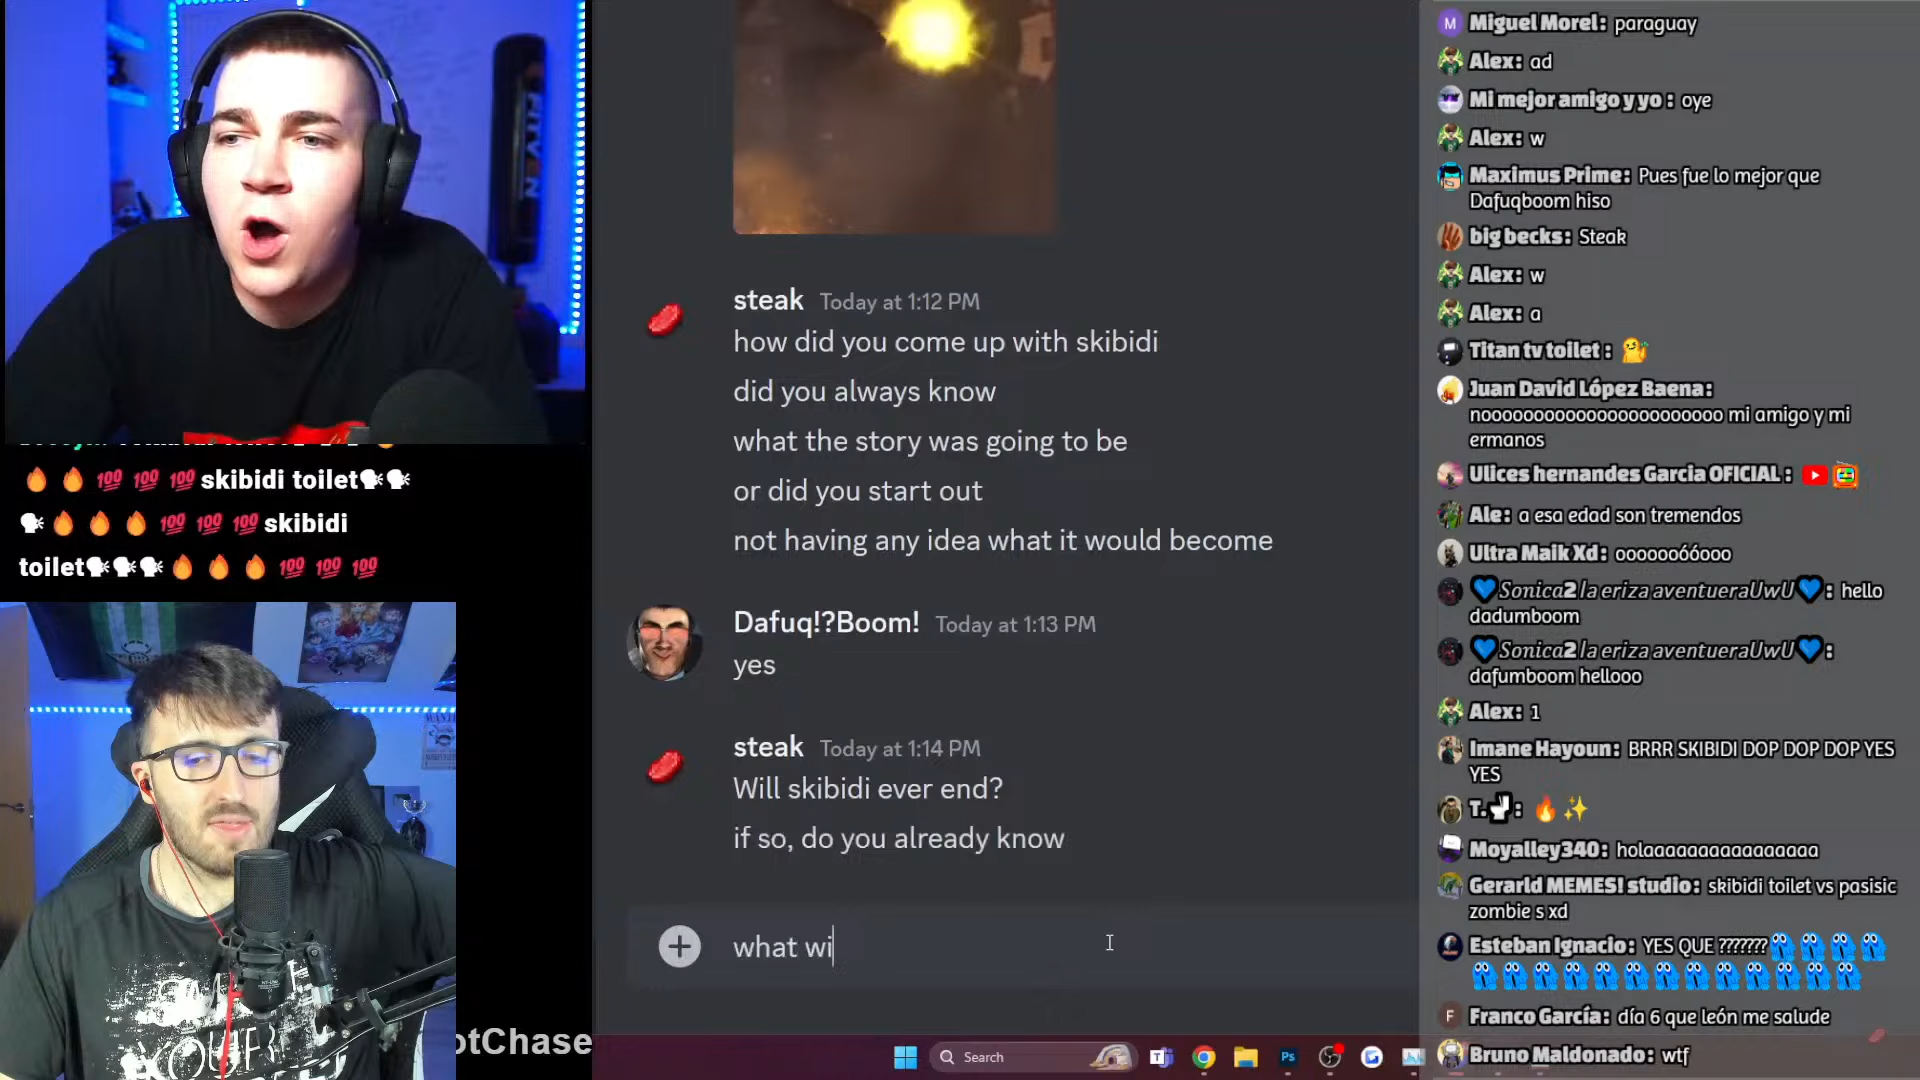 🔥 🔥 💯 💯 💯 skibidi toilet🗣🗣
🗣🔥 🔥 🔥 💯 💯 💯 skibidi
toilet🗣🗣🗣 🔥 🔥 🔥 💯 💯 💯
otChase
steak Today at 1:12 PM
how did you come up with skibidi
did you always know
what the story was going to be
or did you start out
not having any idea what it would become
Dafuq!?Boom! Today at 1:13 PM
yes
steak Today at 1:14 PM
Will skibidi ever end?
if so, do you already know
what wi
Search
Miguel Morel: paraguay
Alex: ad
Mi mejor amigo y yo : oye
Alex: w
Maximus Prime: Pues fue lo mejor que
Dafuqboom hiso
big becks: Steak
Alex: w
Alex: a
Titan tv toilet :
Juan David López Baena:
nooooooooooooooooooooooo mi amigo y mi
ermanos
Ulices hernandes Garcia OFICIAL :
Ale: a esa edad son tremendos
Ultra Maik Xd: ooooooóóooo
💙Sonica2 la eriza aventueraUwU💙: hello
dadumboom
💙Sonica2 la eriza aventueraUwU💙:
dafumboom hellooo
Alex: 1
Imane Hayoun: BRRR SKIBIDI DOP DOP DOP YES
YES
T.🚽: 🔥✨
Moyalley340: holaaaaaaaaaaaaaaaa
Gerarld MEMES! studio: skibidi toilet vs pasisic
zombie s xd
Esteban Ignacio: YES QUE ???????
Franco García: día 6 que león me salude
Bruno Maldonado: wtf